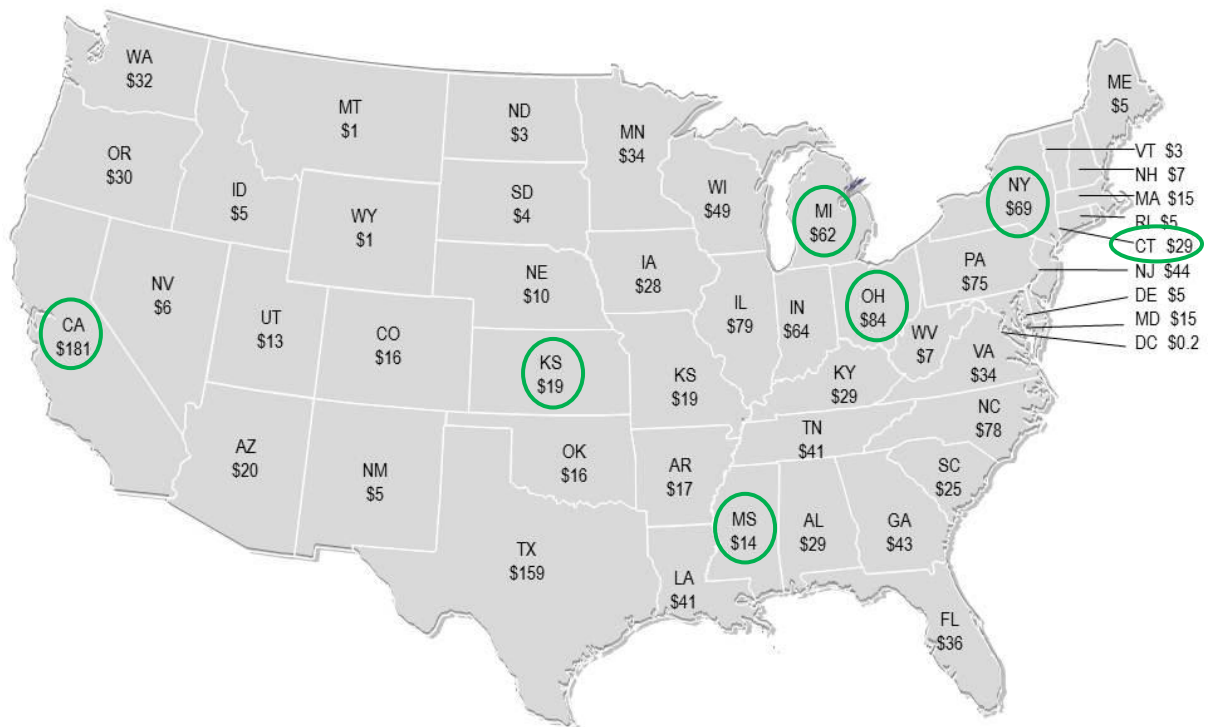 WA
$32
MT
$1
ND
$3
MN
$34
ME
$5
OR
$30
ID
$5
WY
$1
SD
$4
WI
$49
MI
$62
NY
$69
VT $3
NH $7
MA $15
RI $5
CT $29
NJ $44
DE $5
MD $15
DC $0.2
CA
$181
NV
$6
UT
$13
CO
$16
NE
$10
KS
$19
IA
$28
KS
$19
IL
$79
IN
$64
OH
$84
PA
$75
WV
$7
VA
$34
KY
$29
NC
$78
TN
$41
SC
$25
AZ
$20
NM
$5
OK
$16
AR
$17
MS
$14
AL
$29
GA
$43
TX
$159
LA
$41
FL
$36